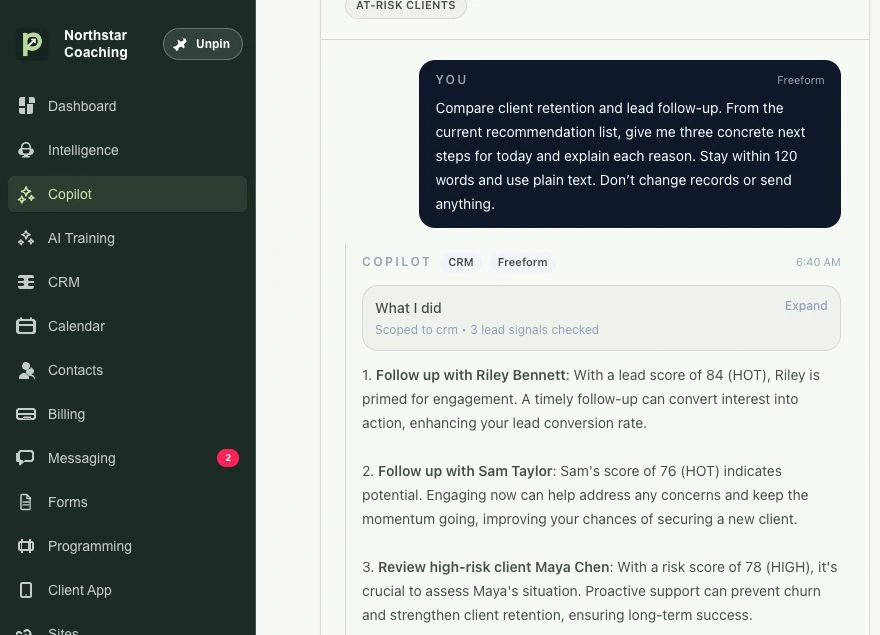 Northstar
Coaching
Unpin
Dashboard
Intelligence
Copilot
AI Training
CRM
Calendar
Contacts
Billing
Messaging
2
Forms
Programming
Client App
Sites
AT-RISK CLIENTS
YOU
Freeform
Compare client retention and lead follow-up. From the
current recommendation list, give me three concrete next
steps for today and explain each reason. Stay within 120
words and use plain text. Don’t change records or send
anything.
COPILOT
CRM
Freeform
6:40 AM
What I did
Expand
Scoped to crm • 3 lead signals checked
1. Follow up with Riley Bennett: With a lead score of 84 (HOT), Riley is
primed for engagement. A timely follow-up can convert interest into
action, enhancing your lead conversion rate.
2. Follow up with Sam Taylor: Sam's score of 76 (HOT) indicates
potential. Engaging now can help address any concerns and keep the
momentum going, improving your chances of securing a new client.
3. Review high-risk client Maya Chen: With a risk score of 78 (HIGH), it's
crucial to assess Maya's situation. Proactive support can prevent churn
and strengthen client retention, ensuring long-term success.